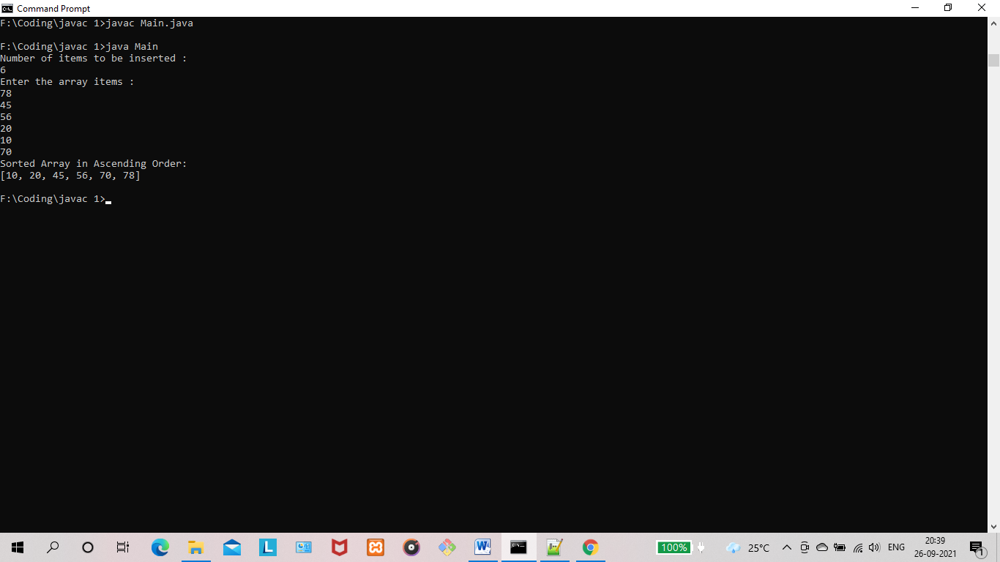 Command Prompt
F:\Coding\javac 1>javac Main.java
F:\Coding\javac 1>java Main
Number of items to be inserted :
6
Enter the array items :
78
45
56
20
10
70
Sorted Array in Ascending Order:
[10, 20, 45, 56, 70, 78]
F:\Coding\javac 1>
100%
25°C
ENG
20:39
26-09-2021
1